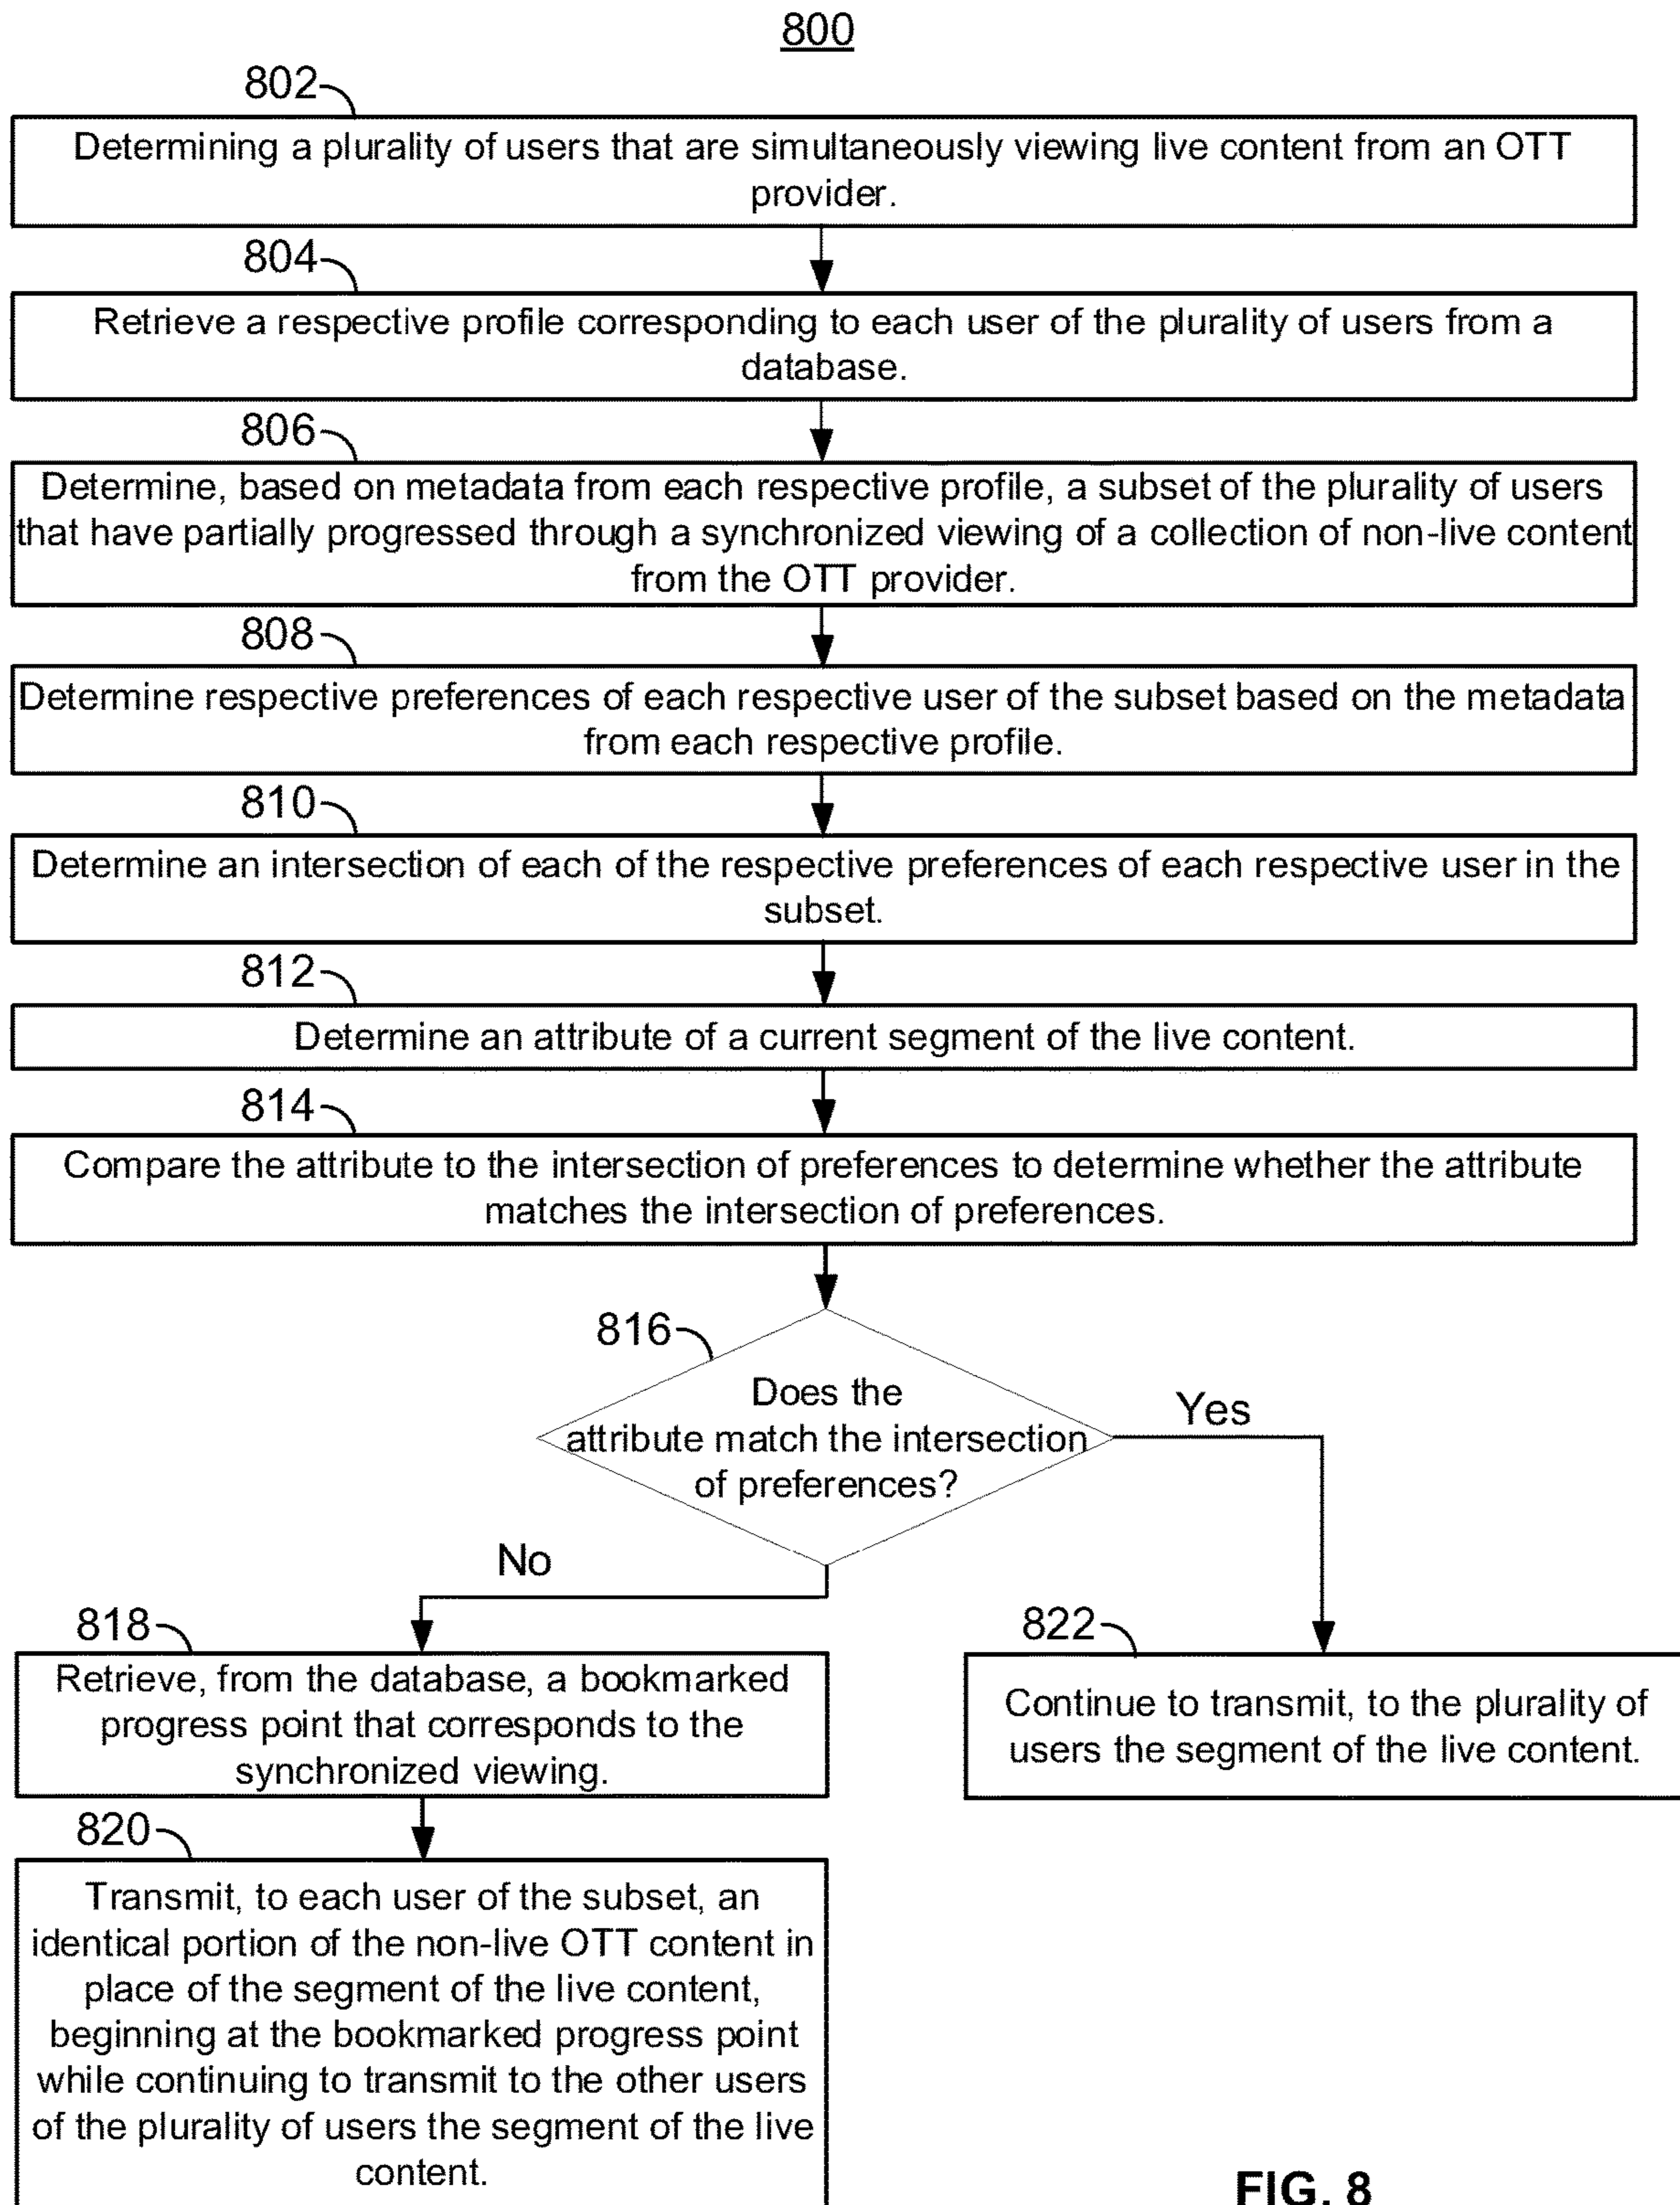 800
802
Determining a plurality of users that are simultaneously viewing live content from an OTT
provider.
804
Retrieve a respective profile corresponding to each user of the plurality of users from a
database.
806
Determine, based on metadata from each respective profile, a subset of the plurality of users
that have partially progressed through a synchronized viewing of a collection of non-live content
from the OTT provider.
808
Determine respective preferences of each respective user of the subset based on the metadata
from each respective profile.
810
Determine an intersection of each of the respective preferences of each respective user in the
subset.
812
Determine an attribute of a current segment of the live content.
814
Compare the attribute to the intersection of preferences to determine whether the attribute
matches the intersection of preferences.
816
Does the
attribute match the intersection
of preferences?
Yes
No
818
Retrieve, from the database, a bookmarked
progress point that corresponds to the
synchronized viewing.
822
Continue to transmit, to the plurality of
users the segment of the live content.
820
Transmit, to each user of the subset, an
identical portion of the non-live OTT content in
place of the segment of the live content,
beginning at the bookmarked progress point
while continuing to transmit to the other users
of the plurality of users the segment of the live
content.
FIG. 8